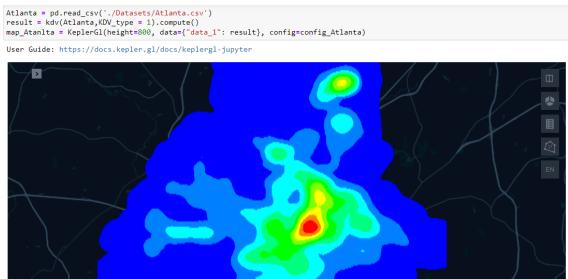 Atlanta = pd.read_csv('./Datasets/Atlanta.csv')
result = kdv(Atlanta,KDV_type = 1).compute()
map_Atanlta = KeplerGl(height=800, data={"data_1": result}, config=config_Atlanta)
User Guide: https://docs.kepler.gl/docs/keplergl-jupyter
EN